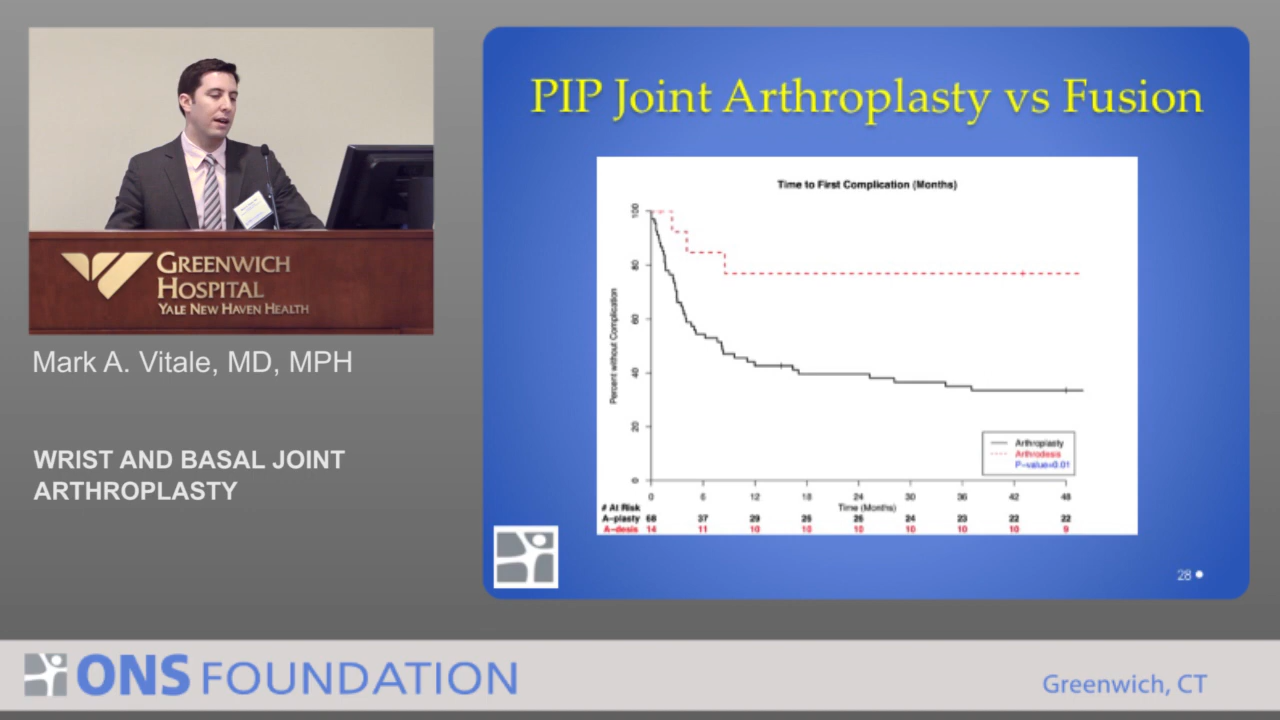 GREENWICH
HOSPITAL
YALE NEW HAVEN HEALTH
Mark A. Vitale, MD, MPH
WRIST AND BASAL JOINT
ARTHROPLASTY
PIP Joint Arthroplasty vs Fusion
Time to First Complication (Months)
Percent without Complication
100
80
60
40
20
0
Arthroplasty
Arthrodesis
P-value=0.01
0 6 12 18 24 30 36 42 48
Time (Months)
# At Risk
A-plasty 68 37 29 26 26 24 23 22 22
A-desis 14 11 10 10 10 10 10 10 9
28
ONS FOUNDATION
Greenwich, CT